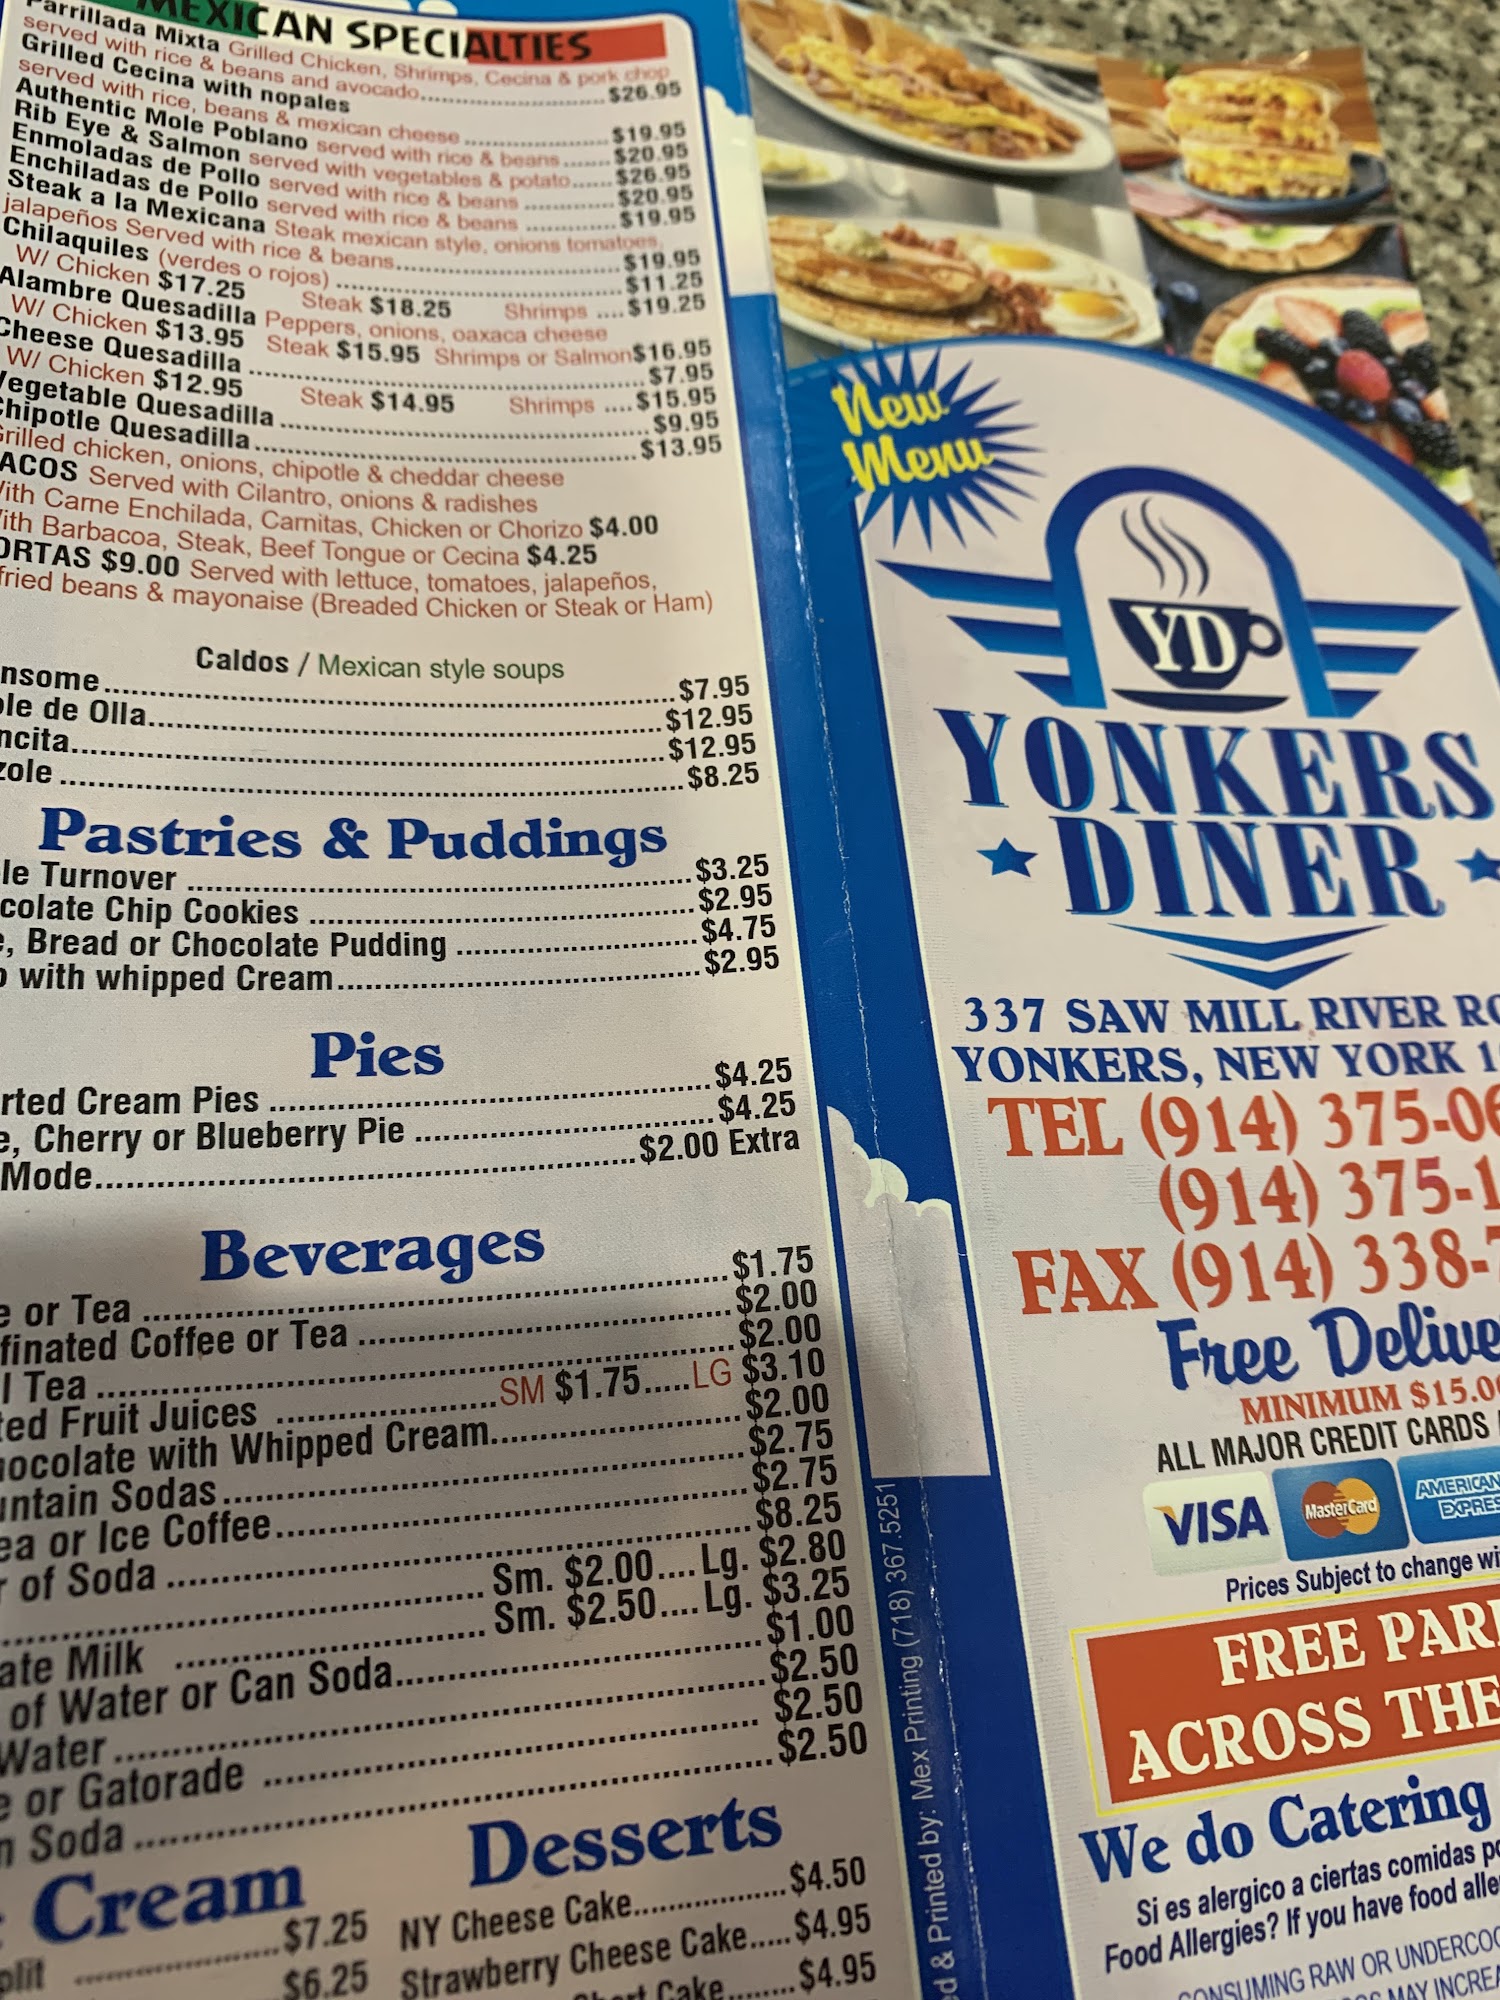 MEXICAN SPECIALTIES
Parrillada Mixta Grilled Chicken, Shrimps, Cecina & pork chop
served with rice & beans and avocado $26.95
Grilled Cecina with nopales
served with rice, beans & mexican cheese $19.95
Authentic Mole Poblano served with rice & beans $20.95
Rib Eye & Salmon served with vegetables & potato $26.95
Enmoladas de Pollo served with rice & beans $20.95
Enchiladas de Pollo served with rice & beans $19.95
Steak a la Mexicana Steak mexican style, onions tomatoes,
jalapeños Served with rice & beans $19.95
Chilaquiles (verdes o rojos) $11.25
W/ Chicken $17.25 Steak $18.25 Shrimps $19.25
Alambre Quesadilla Peppers, onions, oaxaca cheese
W/ Chicken $13.95 Steak $15.95 Shrimps or Salmon $16.95
Cheese Quesadilla $7.95
W/ Chicken $12.95 Steak $14.95 Shrimps $15.95
Vegetable Quesadilla $9.95
Chipotle Quesadilla $13.95
Grilled chicken, onions, chipotle & cheddar cheese
ACOS Served with Cilantro, onions & radishes
With Carne Enchilada, Carnitas, Chicken or Chorizo $4.00
With Barbacoa, Steak, Beef Tongue or Cecina $4.25
ORTAS $9.00 Served with lettuce, tomatoes, jalapeños,
fried beans & mayonaise (Breaded Chicken or Steak or Ham)
Caldos / Mexican style soups
nsome $7.95
ole de Olla $12.95
ncita $12.95
zole $8.25
Pastries & Puddings
le Turnover $3.25
colate Chip Cookies $2.95
e, Bread or Chocolate Pudding $4.75
o with whipped Cream $2.95
Pies
rted Cream Pies $4.25
e, Cherry or Blueberry Pie $4.25
Mode $2.00 Extra
Beverages
e or Tea $1.75
finated Coffee or Tea $2.00
l Tea $2.00
ted Fruit Juices SM $1.75 LG $3.10
ocolate with Whipped Cream $2.00
untain Sodas $2.75
ea or Ice Coffee $2.75
r of Soda $8.25
Sm. $2.00 Lg. $2.80
ate Milk Sm. $2.50 Lg. $3.25
of Water or Can Soda $1.00
Water $2.50
e or Gatorade $2.50
n Soda $2.50
Cream
plit $7.25
$6.25
Desserts
NY Cheese Cake $4.50
Strawberry Cheese Cake $4.95
Cake $4.95
ed & Printed by: Mex Printing (718) 367.5251
New
Menu
YD
YONKERS
DINER
337 SAW MILL RIVER RO
YONKERS, NEW YORK 1
TEL (914) 375-06
(914) 375-1
FAX (914) 338-7
Free Delive
MINIMUM $15.00
ALL MAJOR CREDIT CARDS
VISA
MasterCard
AMERICAN
EXPRESS
Prices Subject to change wi
FREE PAR
ACROSS THE
We do Catering
Si es alergico a ciertas comidas po
Food Allergies? If you have food alle
CONSUMING RAW OR UNDERCOO
MAY INCREA